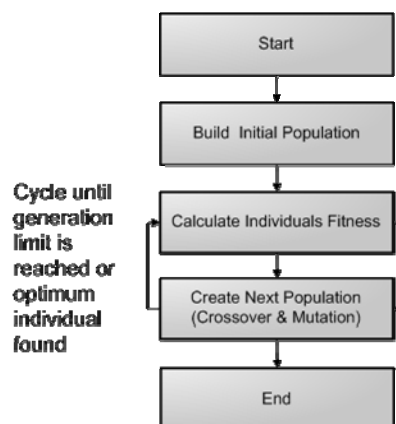 Start
Build Initial Population
Cycle until
generation
limit is
reached or
optimum
individual
found
Calculate Individuals Fitness
Create Next Population
(Crossover & Mutation)
End